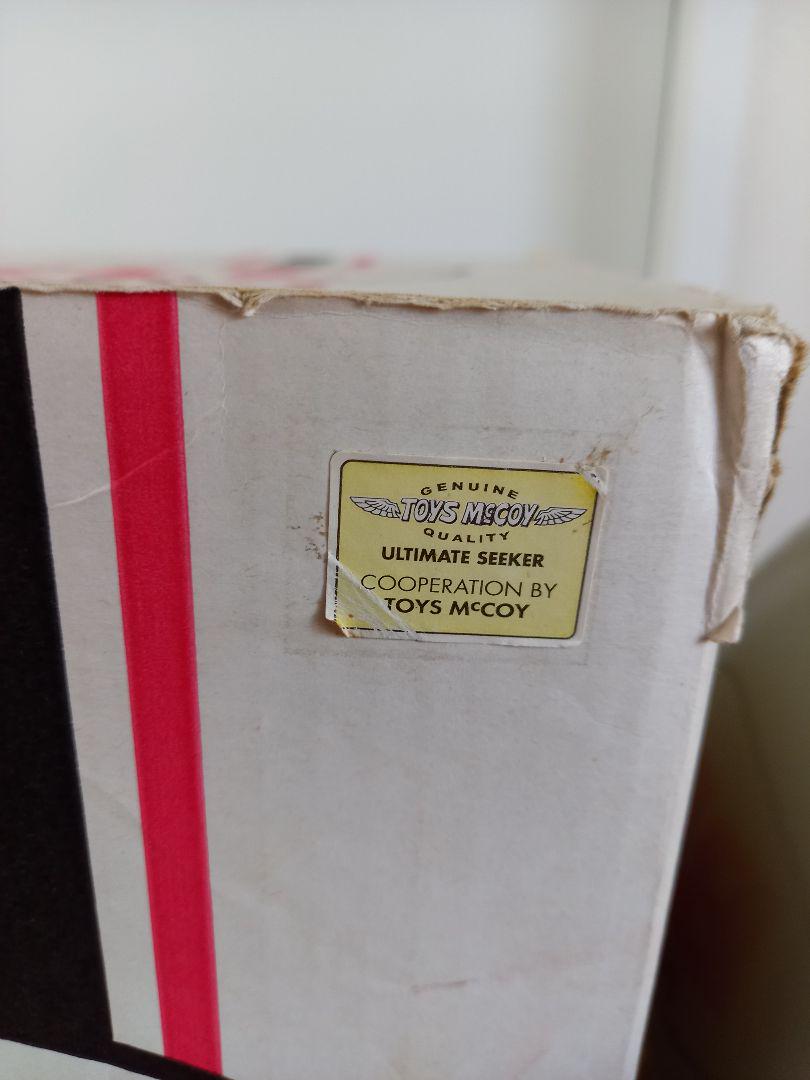 GENUINE
TOYS McCOY
QUALITY
ULTIMATE SEEKER
COOPERATION BY
TOYS McCOY